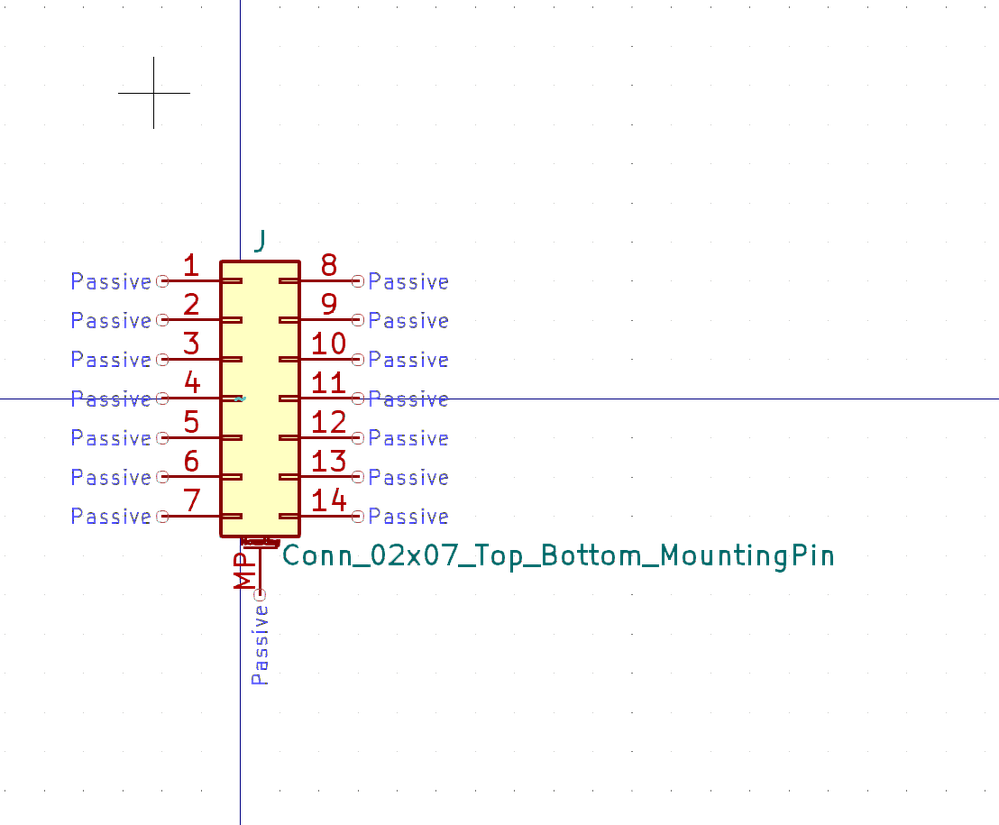 J
Passive 1 8 Passive
Passive 2 9 Passive
Passive 3 10 Passive
Passive 4 11 Passive
Passive 5 12 Passive
Passive 6 13 Passive
Passive 7 14 Passive
Mounting
MP
Conn_02x07_Top_Bottom_MountingPin
Passive